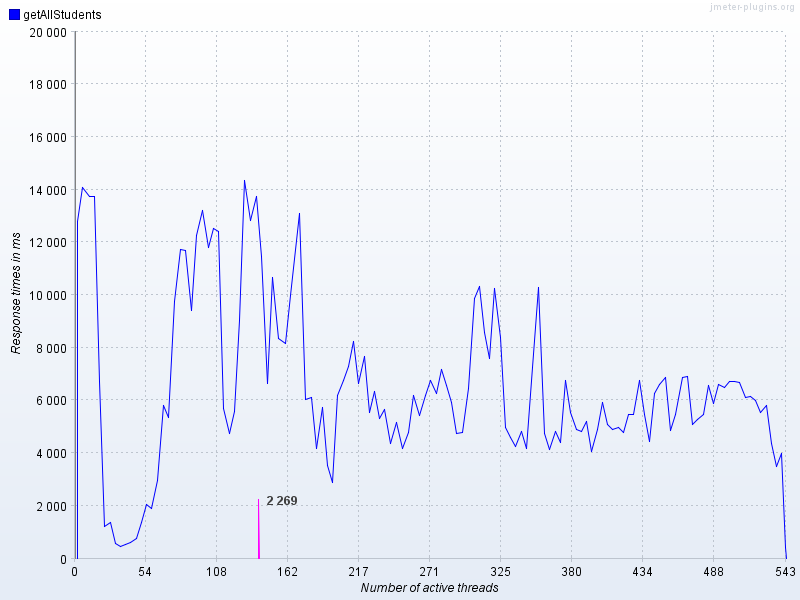 jmeter-plugins.org
getAllStudents
20 000
18 000
16 000
14 000
12 000
10 000
8 000
6 000
4 000
2 000
0
Response times in ms
2 269
0 54 108 162 217 271 325 380 434 488 543
Number of active threads